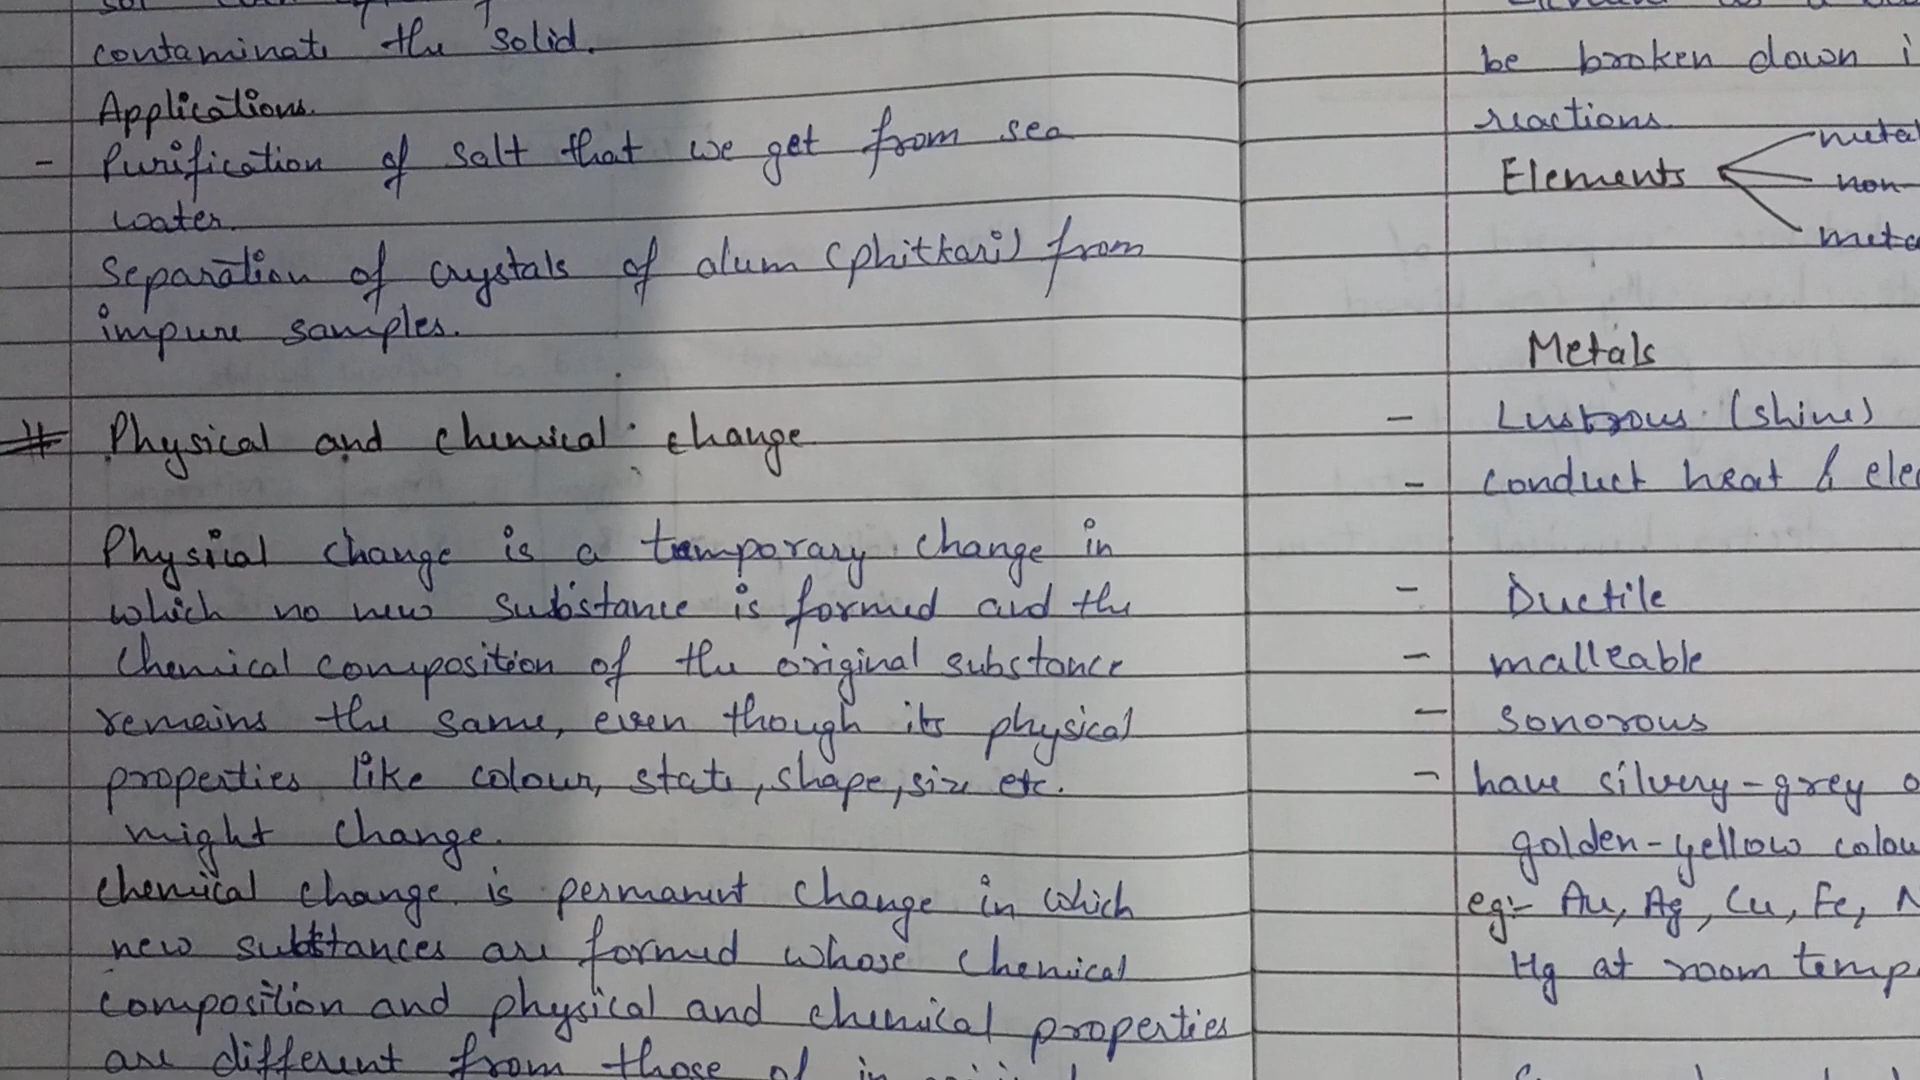 contaminate the solid.
Applications.
- Purification of salt that we get from sea
water.
Separation of crystals of alum (phitkari) from
impure samples.
# Physical and chemical change
Physical change is a temporary change in
which no new substance is formed and the
chemical composition of the original substance
remains the same, even though its physical
properties like colour, state, shape, size etc.
might change.
chemical change is permanent change in which
new substances are formed whose chemical
composition and physical and chemical properties
are different from those of
be broken down
reactions
metal
Elements
non-
Metals
- Lustrous (shine)
- conduct heat &
- Ductile
- malleable
- sonorous
- have silvery-grey
golden-yellow
eg:- Au, Ag, Cu, Fe,
Hg at room temp